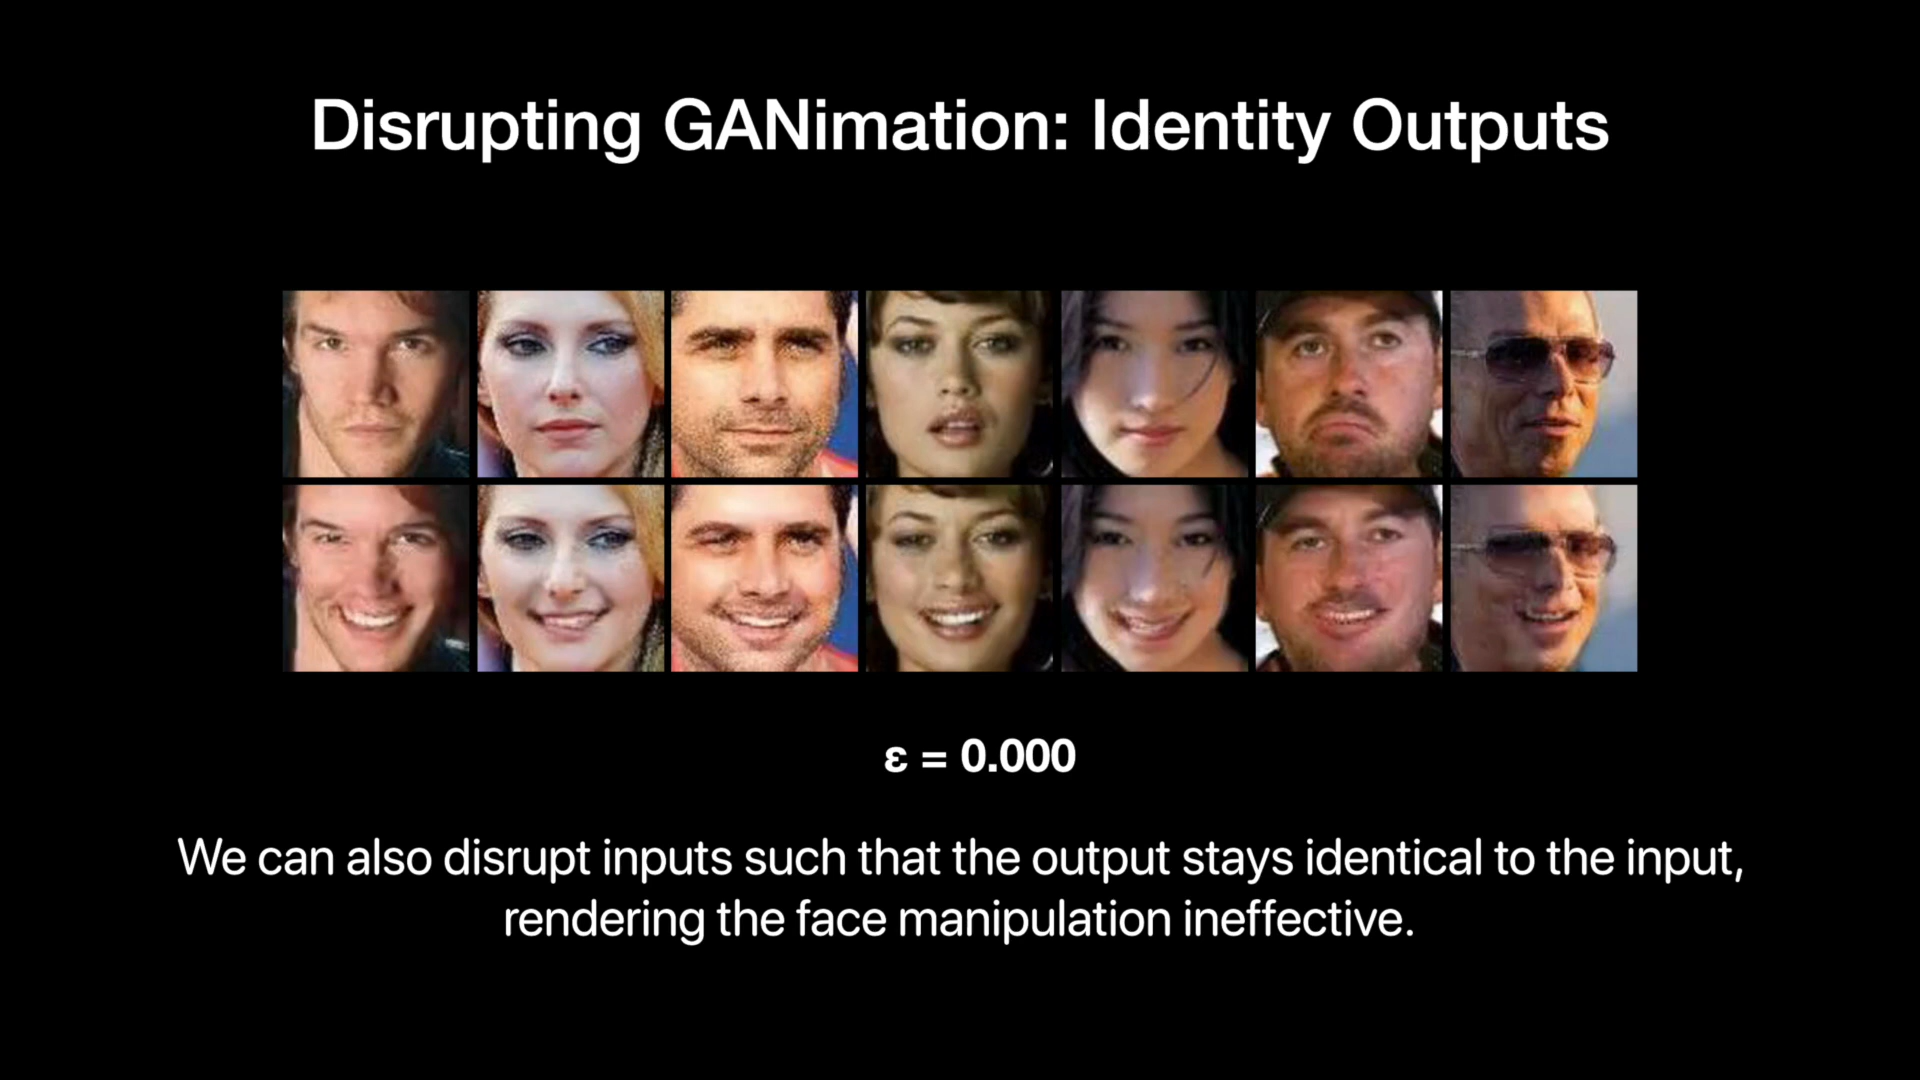 Disrupting GANimation: Identity Outputs
ε = 0.000
We can also disrupt inputs such that the output stays identical to the input,
rendering the face manipulation ineffective.